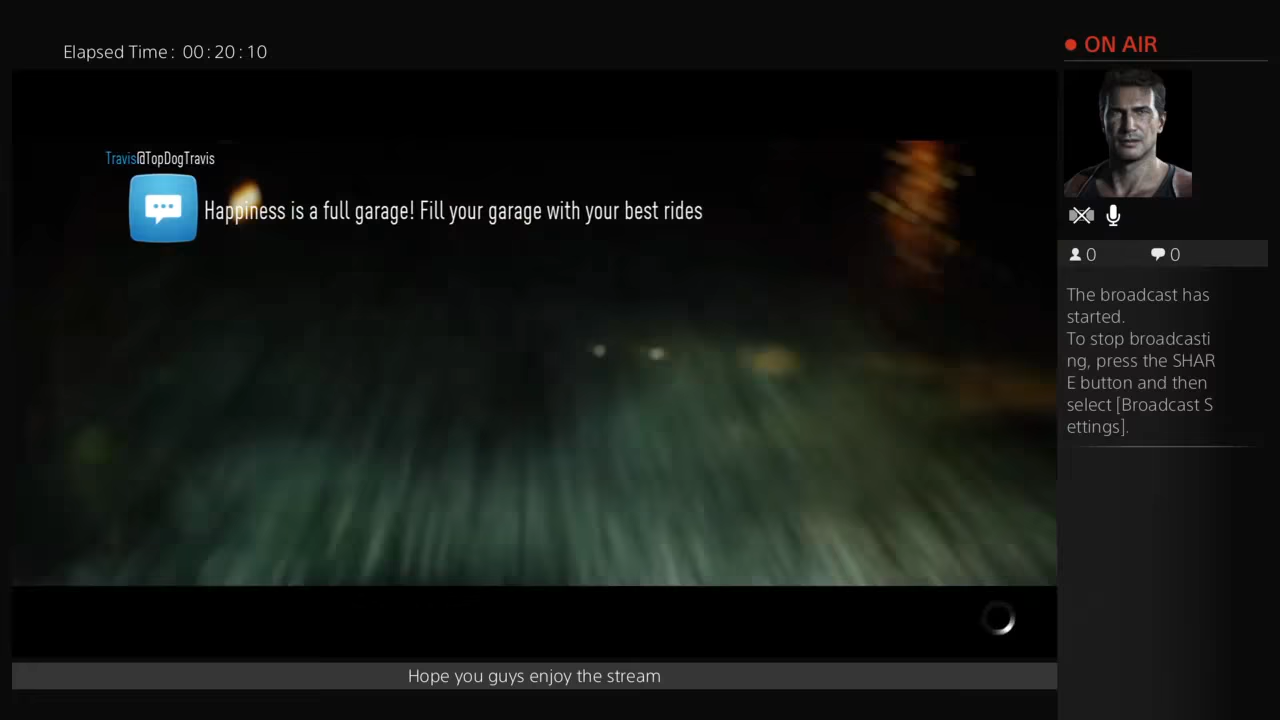 Elapsed Time: 00:20:10
ON AIR
Travis@TopDogTravis
Happiness is a full garage! Fill your garage with your best rides
0 0
The broadcast has
started.
To stop broadcasti
ng, press the SHAR
E button and then
select [Broadcast S
ettings].
Hope you guys enjoy the stream